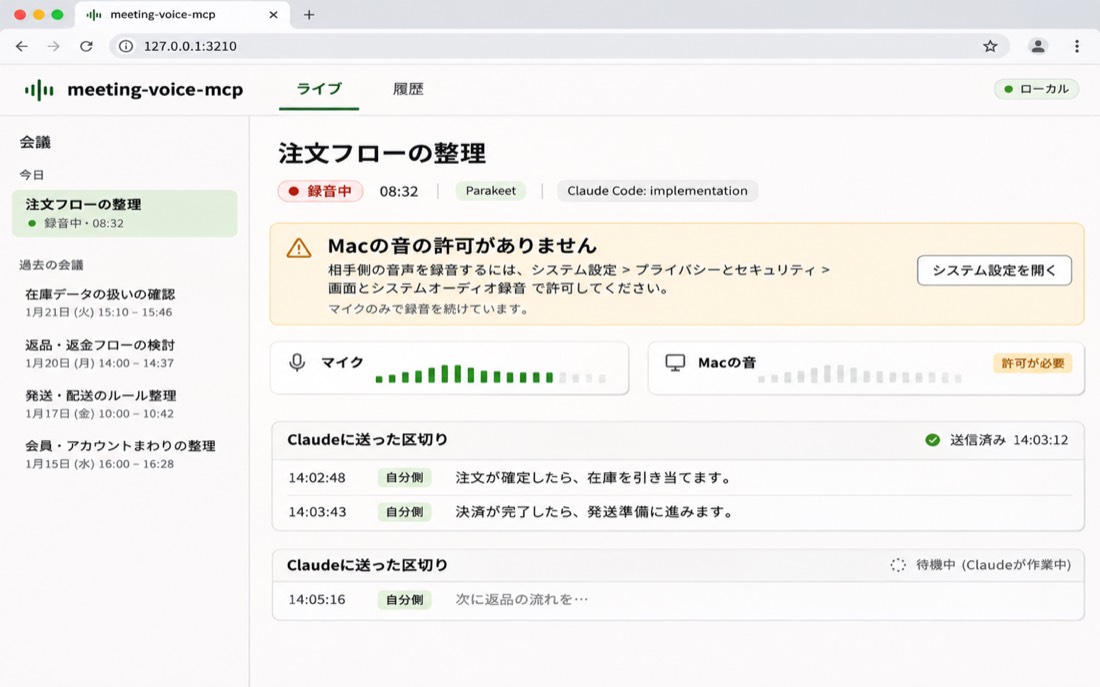 meeting-voice-mcp
127.0.0.1:3210
meeting-voice-mcp
ライブ
履歴
ローカル
会議
今日
注文フローの整理
録音中・08:32
過去の会議
在庫データの扱いの確認
1月21日 (火) 15:10 – 15:46
返品・返金フローの検討
1月20日 (月) 14:00 – 14:37
発送・配送のルール整理
1月17日 (金) 10:00 – 10:42
会員・アカウントまわりの整理
1月15日 (水) 16:00 – 16:28
注文フローの整理
録音中 08:32 Parakeet Claude Code: implementation
Macの音の許可がありません
相手側の音声を録音するには、システム設定 > プライバシーとセキュリティ >
画面とシステムオーディオ録音 で許可してください。
マイクのみで録音を続けています。
システム設定を開く
マイク
Macの音
許可が必要
Claudeに送った区切り
送信済み 14:03:12
14:02:48 自分側 注文が確定したら、在庫を引き当てます。
14:03:43 自分側 決済が完了したら、発送準備に進みます。
Claudeに送った区切り
待機中 (Claudeが作業中)
14:05:16 自分側 次に返品の流れを…